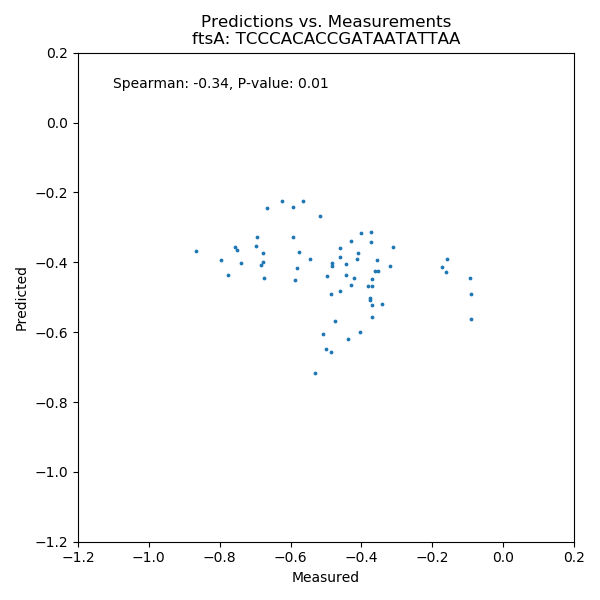 Predictions vs. Measurements
ftsA: TCCCACACCGATAATATTAA
Spearman: -0.34, P-value: 0.01
0.2
0.0
−0.2
−0.4
−0.6
−0.8
−1.0
−1.2
Predicted
−1.2 −1.0 −0.8 −0.6 −0.4 −0.2 0.0 0.2
Measured